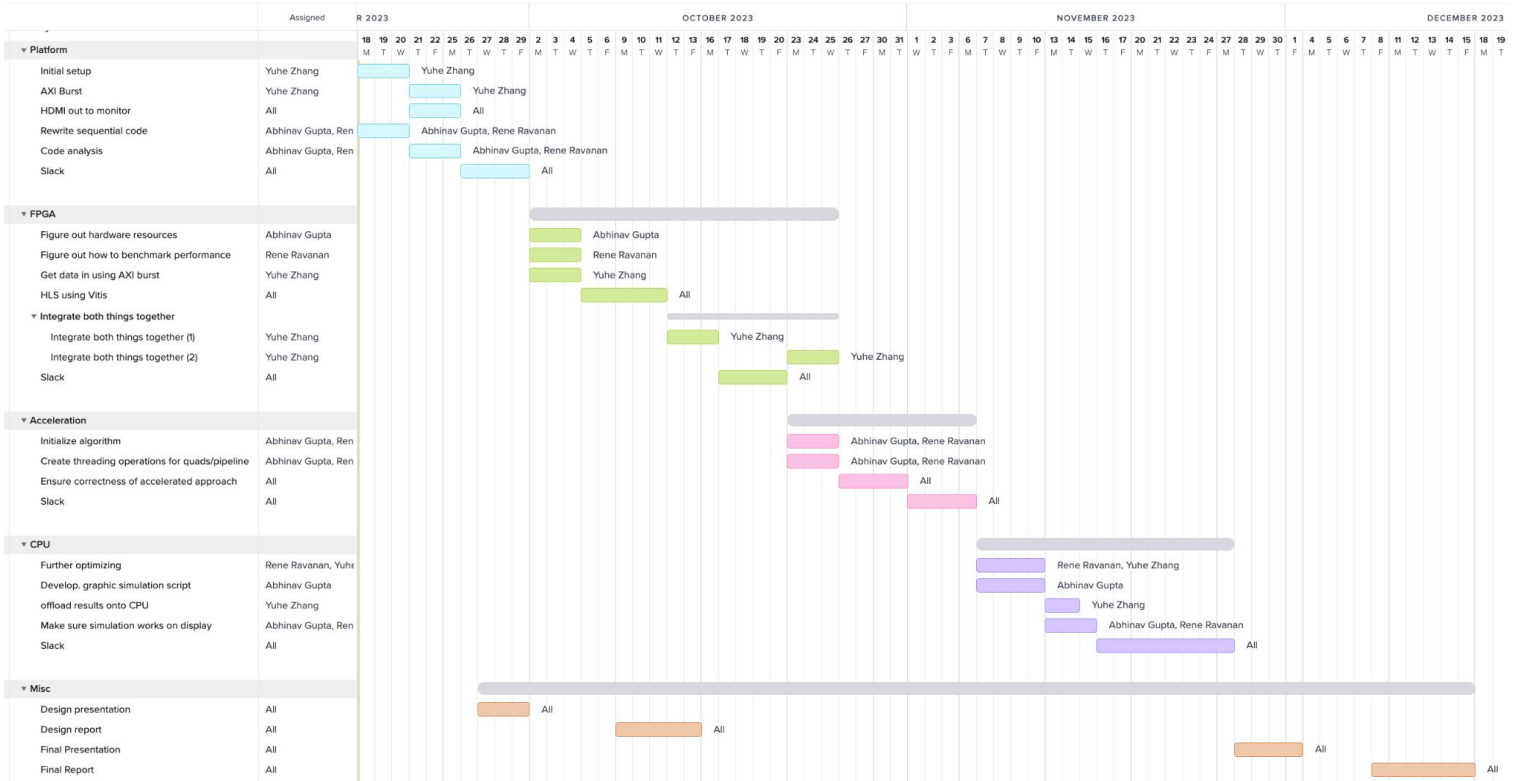 Assigned R 2023 OCTOBER 2023 NOVEMBER 2023 DECEMBER 2023
18 19 20 21 22 25 26 27 28 29 2 3 4 5 6 9 10 11 12 13 16 17 18 19 20 23 24 25 26 27 30 31 1 2 3 6 7 8 9 10 13 14 15 16 17 20 21 22 23 24 27 28 29 30 1 4 5 6 7 8 11 12 13 14 15 18 19
M T W T F M T W T F M T W T F M T W T F M T W T F M T W T F M T W T F M T W T F M T W T F M T W T F M T W T F M T W T F M T W T F M T
Platform
Initial setup Yuhe Zhang Yuhe Zhang
AXI Burst Yuhe Zhang Yuhe Zhang
HDMI out to monitor All All
Rewrite sequential code Abhinav Gupta, Ren Abhinav Gupta, Rene Ravanan
Code analysis Abhinav Gupta, Ren Abhinav Gupta, Rene Ravanan
Slack All All
FPGA
Figure out hardware resources Abhinav Gupta Abhinav Gupta
Figure out how to benchmark performance Rene Ravanan Rene Ravanan
Get data in using AXI burst Yuhe Zhang Yuhe Zhang
HLS using Vitis All All
Integrate both things together
Integrate both things together (1) Yuhe Zhang Yuhe Zhang
Integrate both things together (2) Yuhe Zhang Yuhe Zhang
Slack All All
Acceleration
Initialize algorithm Abhinav Gupta, Ren Abhinav Gupta, Rene Ravanan
Create threading operations for quads/pipeline Abhinav Gupta, Ren Abhinav Gupta, Rene Ravanan
Ensure correctness of accelerated approach All All
Slack All All
CPU
Further optimizing Rene Ravanan, Yuhe Rene Ravanan, Yuhe Zhang
Develop. graphic simulation script Abhinav Gupta Abhinav Gupta
offload results onto CPU Yuhe Zhang Yuhe Zhang
Make sure simulation works on display Abhinav Gupta, Ren Abhinav Gupta, Rene Ravanan
Slack All All
Misc
Design presentation All All
Design report All All
Final Presentation All All
Final Report All All